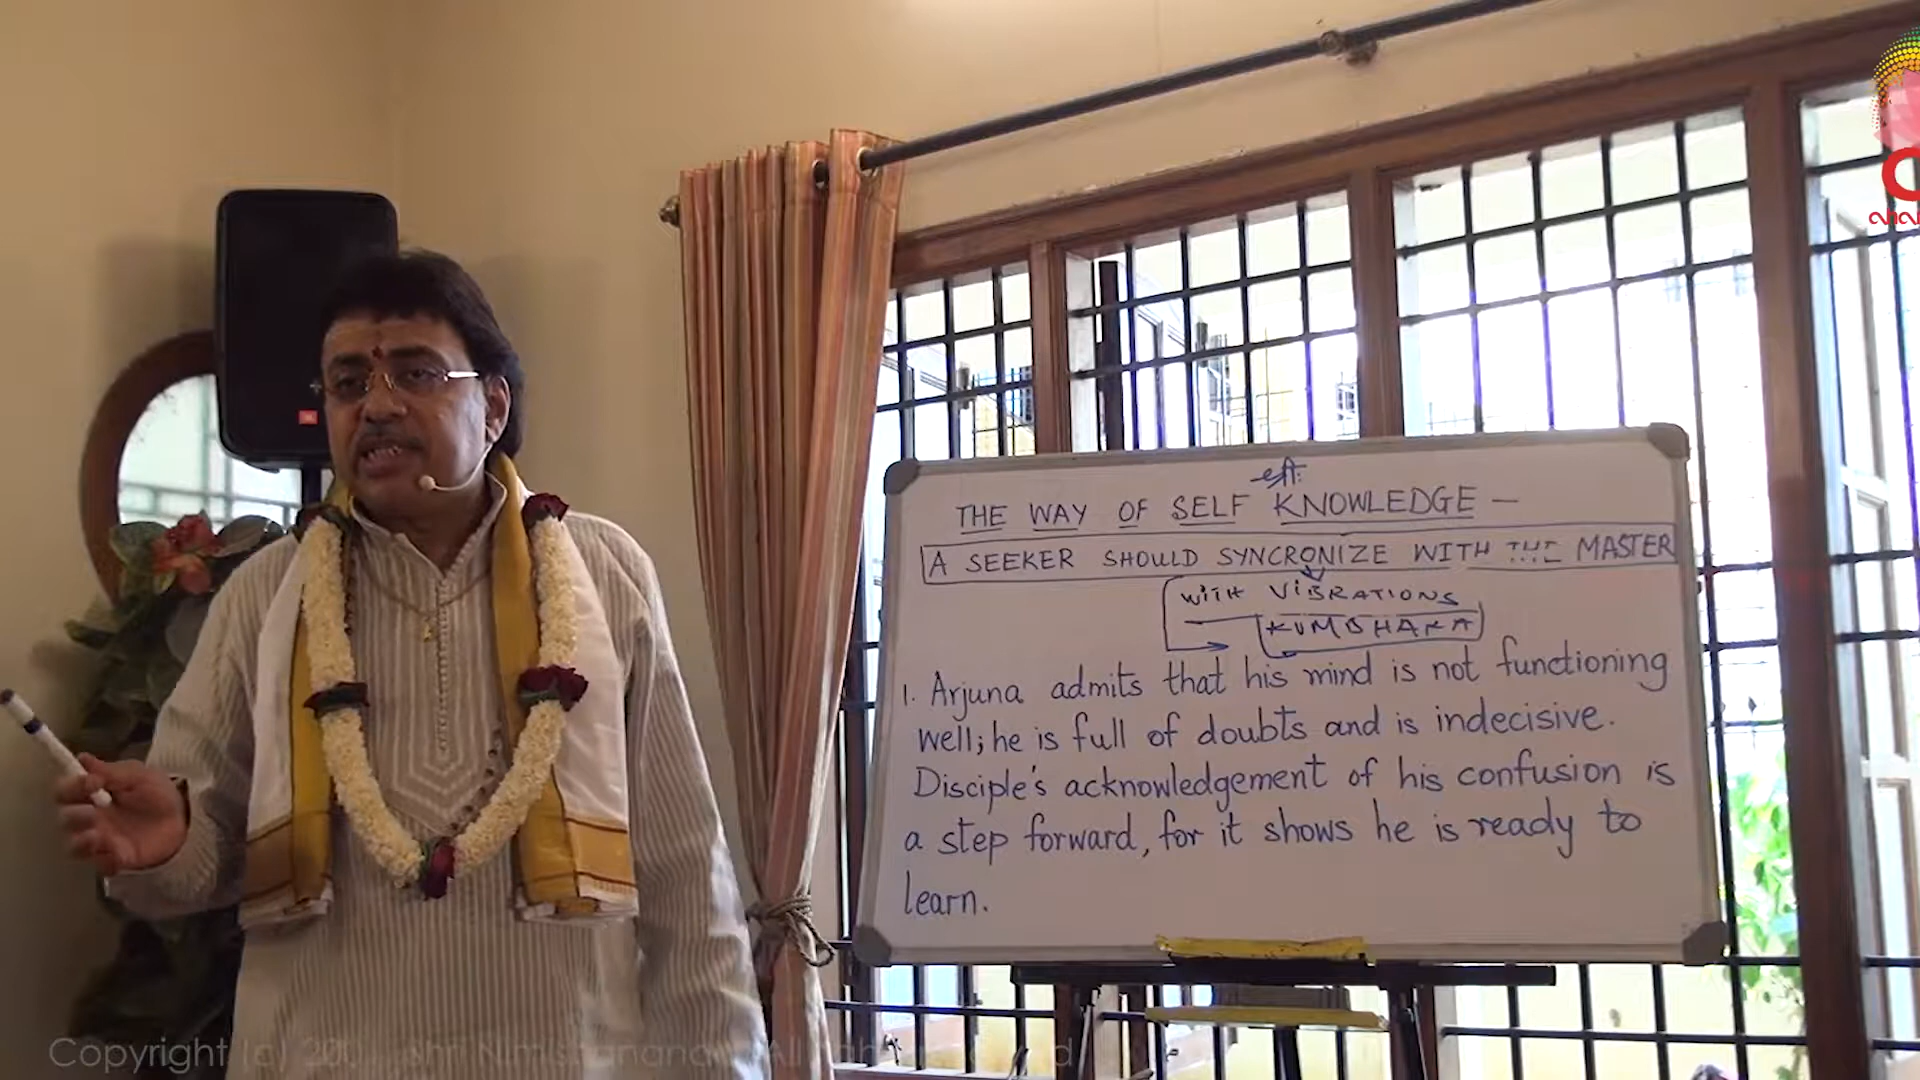 THE WAY OF SELF KNOWLEDGE —
A SEEKER SHOULD SYNCRONIZE WITH THE MASTER
WITH VIBRATIONS
KUMBHAKA
1. Arjuna admits that his mind is not functioning
well; he is full of doubts and is indecisive.
Disciple's acknowledgement of his confusion is
a step forward, for it shows he is ready to
learn.
Copyright (c)